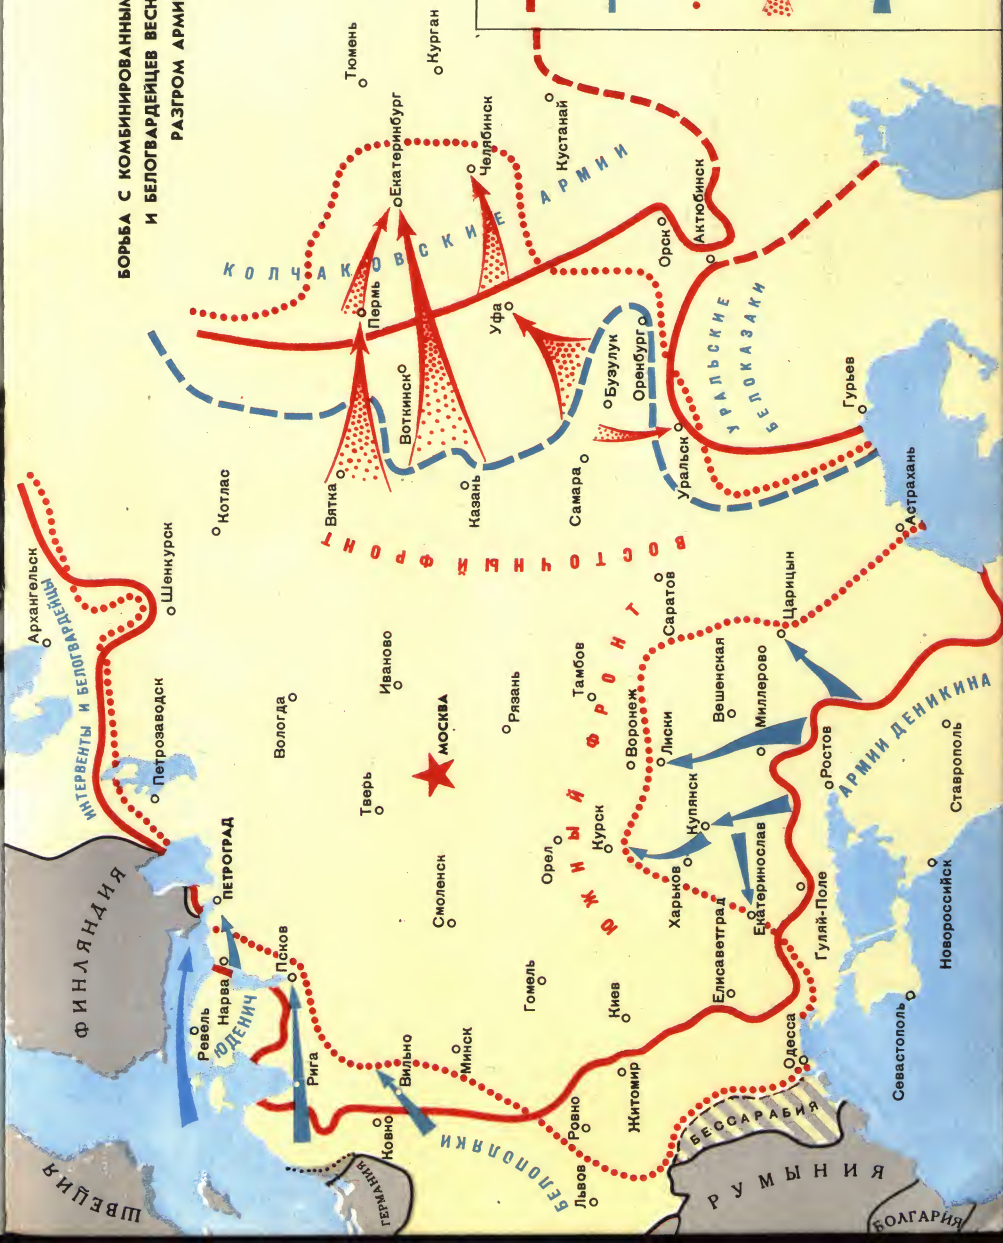 БОРЬБА С КОМБИНИРОВАННЫМ
И БЕЛОГВАРДЕЙЦЕВ ВЕСН
РАЗГРОМ АРМИ
ШВЕЦИЯ
ФИНЛЯНДИЯ
ИНТЕРВЕНТЫ И БЕЛОГВАРДЕЙЦЫ
Архангельск
Шенкурск
Котлас
Петрозаводск
Вологда
ПЕТРОГРАД
Нарва
Ревель
ЮДЕНИЧ
Псков
Рига
Ковно
Вильно
Минск
БЕЛОПОЛЯКИ
ГЕРМАНИЯ
Тверь
Иваново
МОСКВА
Смоленск
Рязань
Орел
Тамбов
Гомель
Киев
Житомир
Ровно
Львов
Курск
Воронеж
Лиски
ЮЖНЫЙ ФРОНТ
Саратов
Вешенская
Миллерово
Царицын
Купянск
Харьков
Екатеринослав
Елисаветград
Гуляй-Поле
Ростов
АРМИИ ДЕНИКИНА
Ставрополь
Новороссийск
Севастополь
Одесса
БЕССАРАБИЯ
РУМЫНИЯ
БОЛГАРИЯ
ВОСТОЧНЫЙ ФРОНТ
Вятка
Казань
Самара
Воткинск
Пермь
Уфа
Бузулук
Оренбург
Уральск
УРАЛЬСКИЕ
БЕЛОКАЗАКИ
Гурьев
Астрахань
КОЛЧАКОВСКИЕ АРМИИ
Екатеринбург
Челябинск
Тюмень
Курган
Кустанай
Орск
Актюбинск